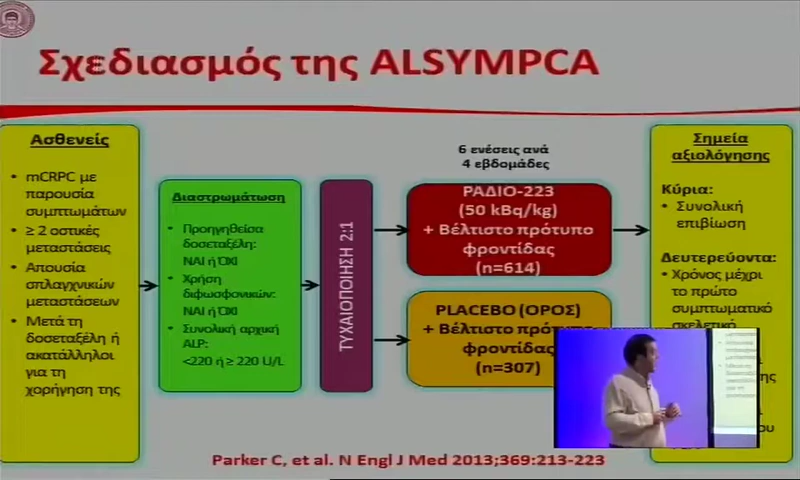 Σχεδιασμός της ALSYMPCA
Ασθενείς
• mCRPC με
παρουσία
συμπτωμάτων
• ≥ 2 οστικές
μεταστάσεις
• Απουσία
σπλαγχνικών
μεταστάσεων
• Μετά τη
δοσεταξέλη ή
ακατάλληλοι
για τη
χορήγηση της
Διαστρωμάτωση
• Προηγηθείσα
δοσεταξέλη:
ΝΑΙ ή ΌΧΙ
• Χρήση
διφωσφονικών:
ΝΑΙ ή ΌΧΙ
• Συνολική αρχική
ALP:
<220 ή ≥ 220 U/L
ΤΥΧΑΙΟΠΟΙΗΣΗ 2:1
6 ενέσεις ανά
4 εβδομάδες
ΡΑΔΙΟ-223
(50 kBq/kg)
+ Βέλτιστο πρότυπο
φροντίδας
(n=614)
PLACEBO (ΟΡΟΣ)
+ Βέλτιστο πρότυπο
φροντίδας
(n=307)
Σημεία
αξιολόγησης
Κύρια:
• Συνολική
επιβίωση
Δευτερεύοντα:
• Χρόνος μέχρι
το πρώτο
συμπτωματικό
σκελετικό
Parker C, et al. N Engl J Med 2013;369:213-223